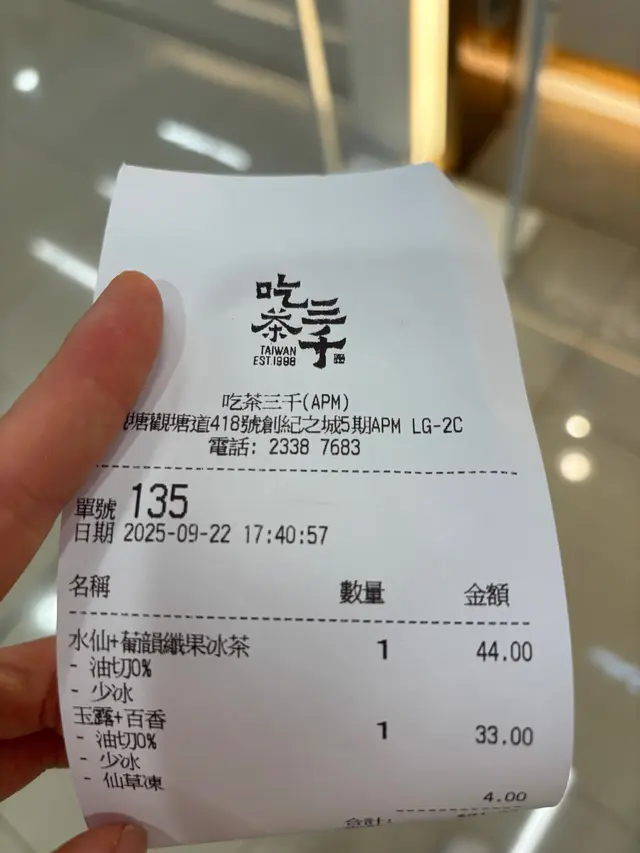 吃茶三千
TAIWAN
EST.1998
吃茶三千(APM)
塘觀塘道418號創紀之城5期APM LG-2C
電話: 2338 7683
單號 135
日期 2025-09-22 17:40:57
名稱 數量 金額
水仙+葡韻纖果冰茶 1 44.00
- 油切0%
- 少冰
玉露+百香 1 33.00
- 油切0%
- 少冰
- 仙草凍
4.00
合計: